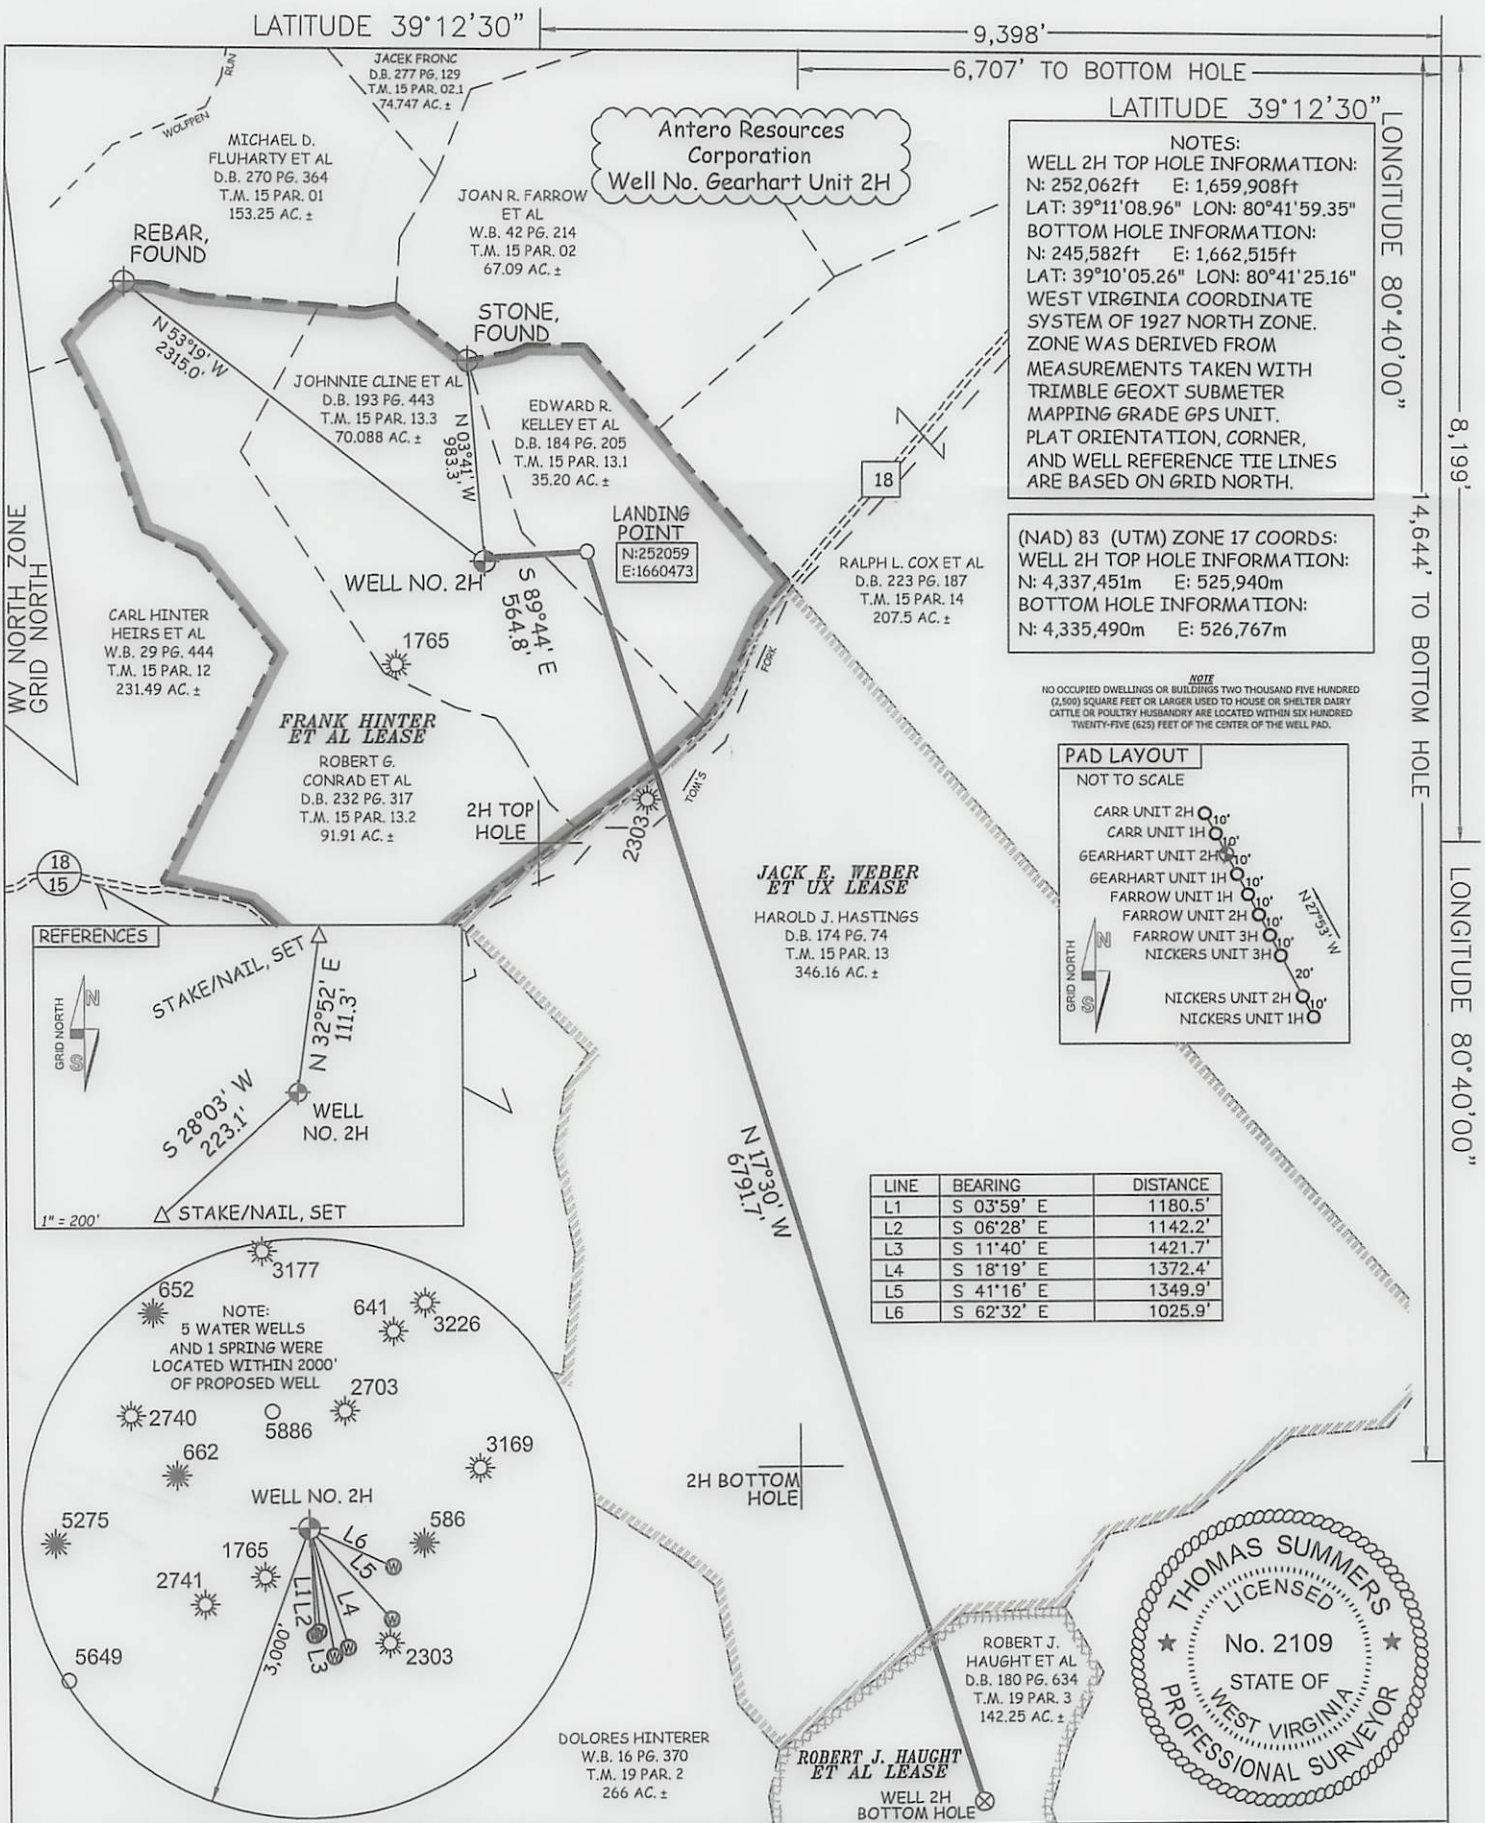 LATITUDE 39°12'30"
9,398'
6,707' TO BOTTOM HOLE
LATITUDE 39°12'30"
LONGITUDE 80°40'00"
8,199'
14,644' TO BOTTOM HOLE
LONGITUDE 80°40'00"
WOLFPEN
RUN
JACEK FRONC
D.B. 277 PG. 129
T.M. 15 PAR. 02.1
74.747 AC. ±
MICHAEL D.
FLUHARTY ET AL
D.B. 270 PG. 364
T.M. 15 PAR. 01
153.25 AC. ±
Antero Resources
Corporation
Well No. Gearhart Unit 2H
JOAN R. FARROW
ET AL
W.B. 42 PG. 214
T.M. 15 PAR. 02
67.09 AC. ±
NOTES:
WELL 2H TOP HOLE INFORMATION:
N: 252,062ft E: 1,659,908ft
LAT: 39°11'08.96" LON: 80°41'59.35"
BOTTOM HOLE INFORMATION:
N: 245,582ft E: 1,662,515ft
LAT: 39°10'05.26" LON: 80°41'25.16"
WEST VIRGINIA COORDINATE
SYSTEM OF 1927 NORTH ZONE.
ZONE WAS DERIVED FROM
MEASUREMENTS TAKEN WITH
TRIMBLE GEOXT SUBMETER
MAPPING GRADE GPS UNIT.
PLAT ORIENTATION, CORNER,
AND WELL REFERENCE TIE LINES
ARE BASED ON GRID NORTH.
REBAR,
FOUND
STONE,
FOUND
N 53°19' W
2315.0'
JOHNNIE CLINE ET AL
D.B. 193 PG. 443
T.M. 15 PAR. 13.3
70.088 AC. ±
N 03°41' W
983.3'
EDWARD R.
KELLEY ET AL
D.B. 184 PG. 205
T.M. 15 PAR. 13.1
35.20 AC. ±
18
LANDING
POINT
N:252059
E:1660473
WELL NO. 2H
S 89°44' E
564.8'
RALPH L. COX ET AL
D.B. 223 PG. 187
T.M. 15 PAR. 14
207.5 AC. ±
(NAD) 83 (UTM) ZONE 17 COORDS:
WELL 2H TOP HOLE INFORMATION:
N: 4,337,451m E: 525,940m
BOTTOM HOLE INFORMATION:
N: 4,335,490m E: 526,767m
WV NORTH ZONE
GRID NORTH
CARL HINTER
HEIRS ET AL
W.B. 29 PG. 444
T.M. 15 PAR. 12
231.49 AC. ±
1765
FORK
TOM'S
FRANK HINTER
ET AL LEASE
ROBERT G.
CONRAD ET AL
D.B. 232 PG. 317
T.M. 15 PAR. 13.2
91.91 AC. ±
2H TOP
HOLE
2303
NOTE
NO OCCUPIED DWELLINGS OR BUILDINGS TWO THOUSAND FIVE HUNDRED
(2,500) SQUARE FEET OR LARGER USED TO HOUSE OR SHELTER DAIRY
CATTLE OR POULTRY HUSBANDRY ARE LOCATED WITHIN SIX HUNDRED
TWENTY-FIVE (625) FEET OF THE CENTER OF THE WELL PAD.
PAD LAYOUT
NOT TO SCALE
CARR UNIT 2H
10'
CARR UNIT 1H
10'
GEARHART UNIT 2H
10'
GEARHART UNIT 1H
10'
FARROW UNIT 1H
10'
FARROW UNIT 2H
10'
FARROW UNIT 3H
10'
NICKERS UNIT 3H
20'
NICKERS UNIT 2H
10'
NICKERS UNIT 1H
N27°53' W
GRID NORTH
N
S
18
15
JACK E. WEBER
ET UX LEASE
HAROLD J. HASTINGS
D.B. 174 PG. 74
T.M. 15 PAR. 13
346.16 AC. ±
REFERENCES
STAKE/NAIL, SET
N 32°52' E
111.3'
GRID NORTH
N
S
S 28°03' W
223.1'
WELL
NO. 2H
STAKE/NAIL, SET
1" = 200'
N 17°30' W
6791.7'
LINE BEARING DISTANCE
L1 S 03°59' E 1180.5'
L2 S 06°28' E 1142.2'
L3 S 11°40' E 1421.7'
L4 S 18°19' E 1372.4'
L5 S 41°16' E 1349.9'
L6 S 62°32' E 1025.9'
3177
652
NOTE:
5 WATER WELLS
AND 1 SPRING WERE
LOCATED WITHIN 2000'
OF PROPOSED WELL
641
3226
2740
5886
2703
662
3169
WELL NO. 2H
5275
586
1765
2741
L6
L5
L4
L1
L2
L3
W
W
W
W
W
2303
5649
3,000'
2H BOTTOM
HOLE
THOMAS SUMMERS
LICENSED
No. 2109
STATE OF
WEST VIRGINIA
PROFESSIONAL SURVEYOR
ROBERT J.
HAUGHT ET AL
D.B. 180 PG. 634
T.M. 19 PAR. 3
142.25 AC. ±
DOLORES HINTERER
W.B. 16 PG. 370
T.M. 19 PAR. 2
266 AC. ±
ROBERT J. HAUGHT
ET AL LEASE
WELL 2H
BOTTOM HOLE